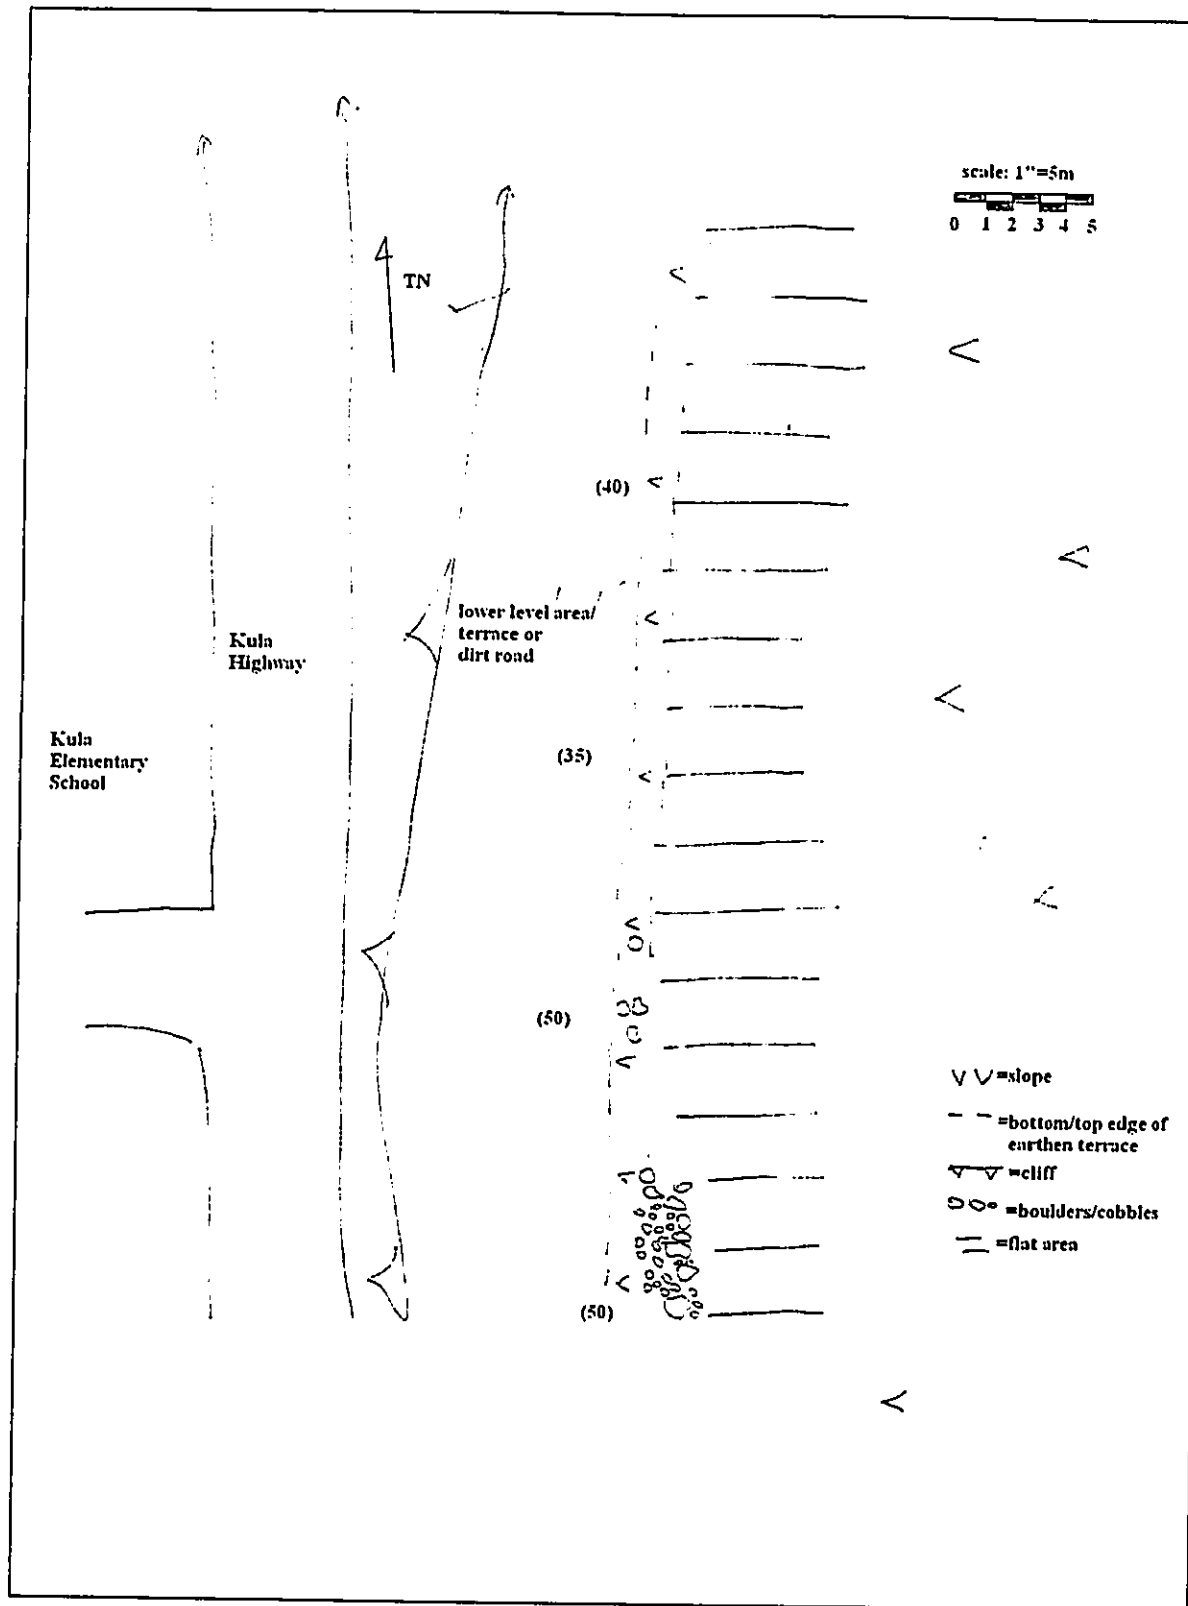 scale: 1"=5m
0 1 2 3 4 5
TN
(40)
lower level area/
terrace or
dirt road
Kula
Highway
Kula
Elementary
School
(35)
(50)
(50)
=slope
=bottom/top edge of
earthen terrace
=cliff
=boulders/cobbles
=flat area